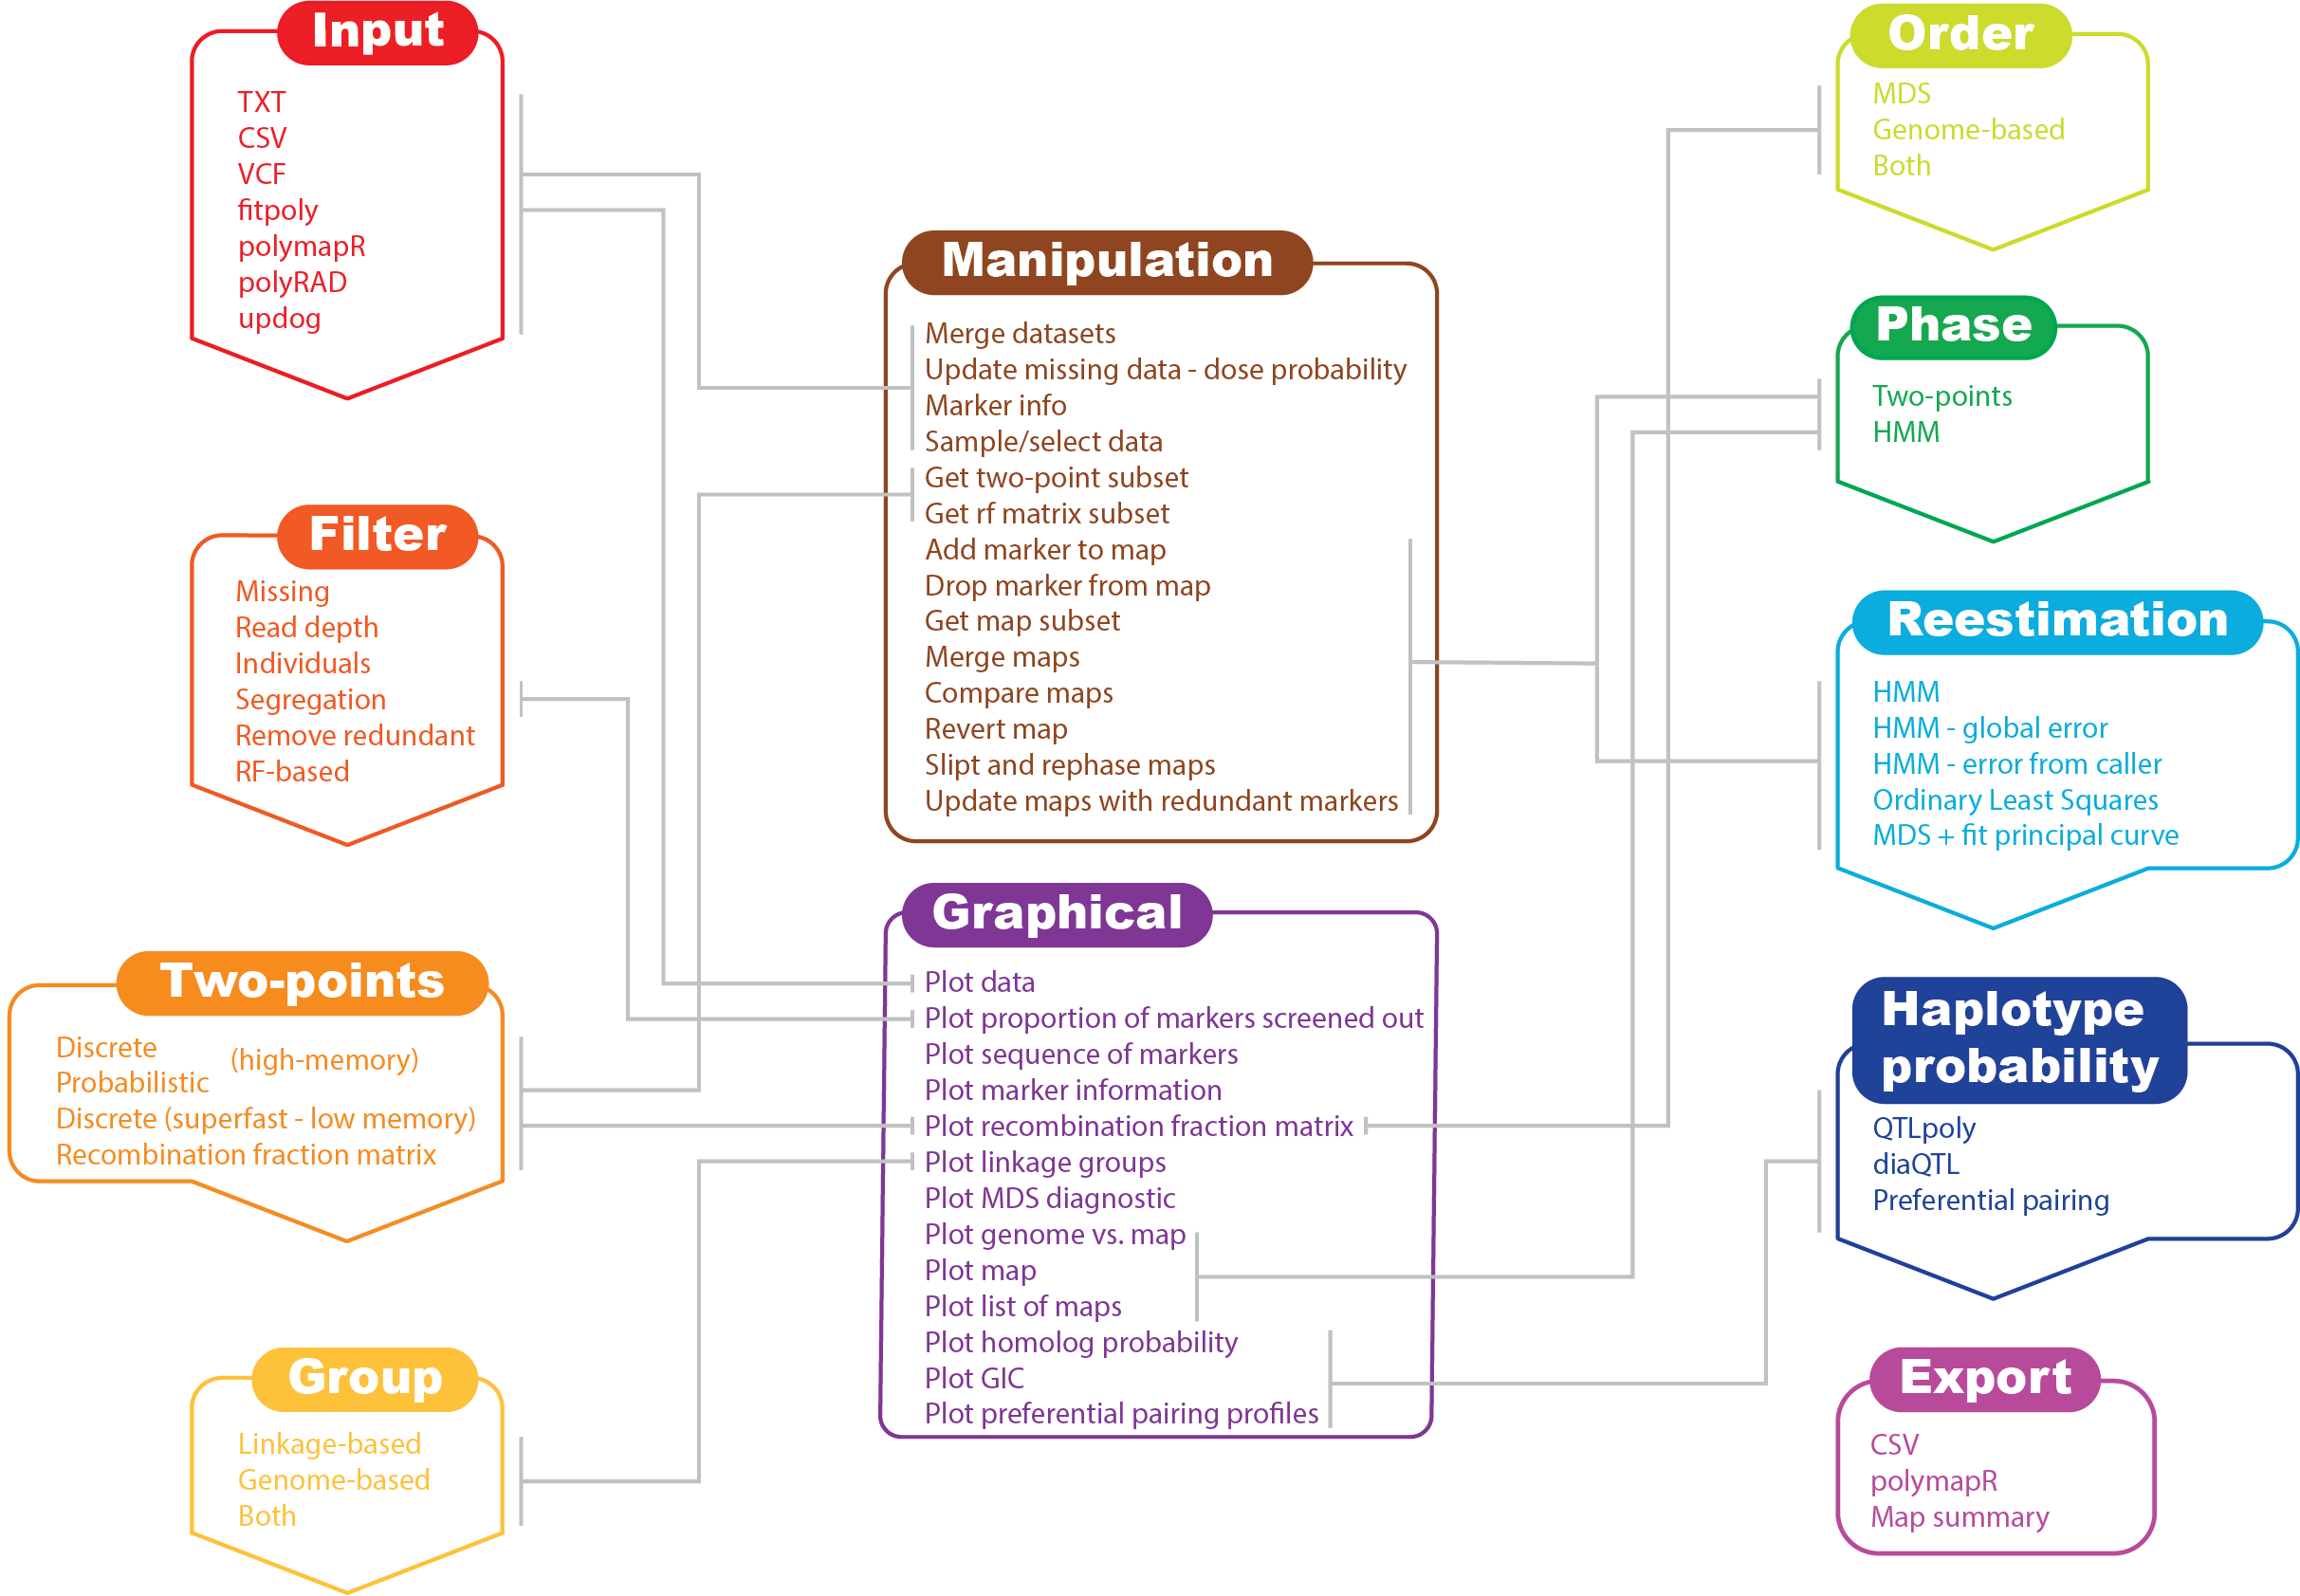 Input
TXT
CSV
VCF
fitpoly
polymapR
polyRAD
updog
Filter
Missing
Read depth
Individuals
Segregation
Remove redundant
RF-based
Two-points
Discrete
(high-memory)
Probabilistic
Discrete (superfast - low memory)
Recombination fraction matrix
Group
Linkage-based
Genome-based
Both
Manipulation
Merge datasets
Update missing data - dose probability
Marker info
Sample/select data
Get two-point subset
Get rf matrix subset
Add marker to map
Drop marker from map
Get map subset
Merge maps
Compare maps
Revert map
Slipt and rephase maps
Update maps with redundant markers
Graphical
Plot data
Plot proportion of markers screened out
Plot sequence of markers
Plot marker information
Plot recombination fraction matrix
Plot linkage groups
Plot MDS diagnostic
Plot genome vs. map
Plot map
Plot list of maps
Plot homolog probability
Plot GIC
Plot preferential pairing profiles
Order
MDS
Genome-based
Both
Phase
Two-points
HMM
Reestimation
HMM
HMM - global error
HMM - error from caller
Ordinary Least Squares
MDS + fit principal curve
Haplotype
probability
QTLpoly
diaQTL
Preferential pairing
Export
CSV
polymapR
Map summary